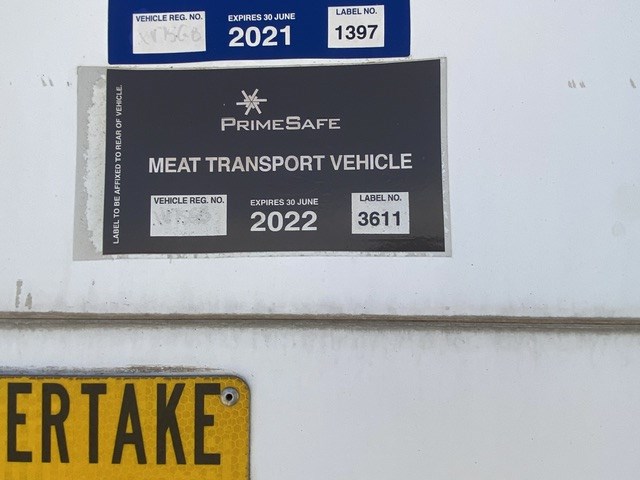 VEHICLE REG. NO.
EXPIRES 30 JUNE
2021
LABEL NO.
1397
LABEL TO BE AFFIXED TO REAR OF VEHICLE.
PRIMESAFE
MEAT TRANSPORT VEHICLE
VEHICLE REG. NO.
EXPIRES 30 JUNE
2022
LABEL NO.
3611
ERTAKE